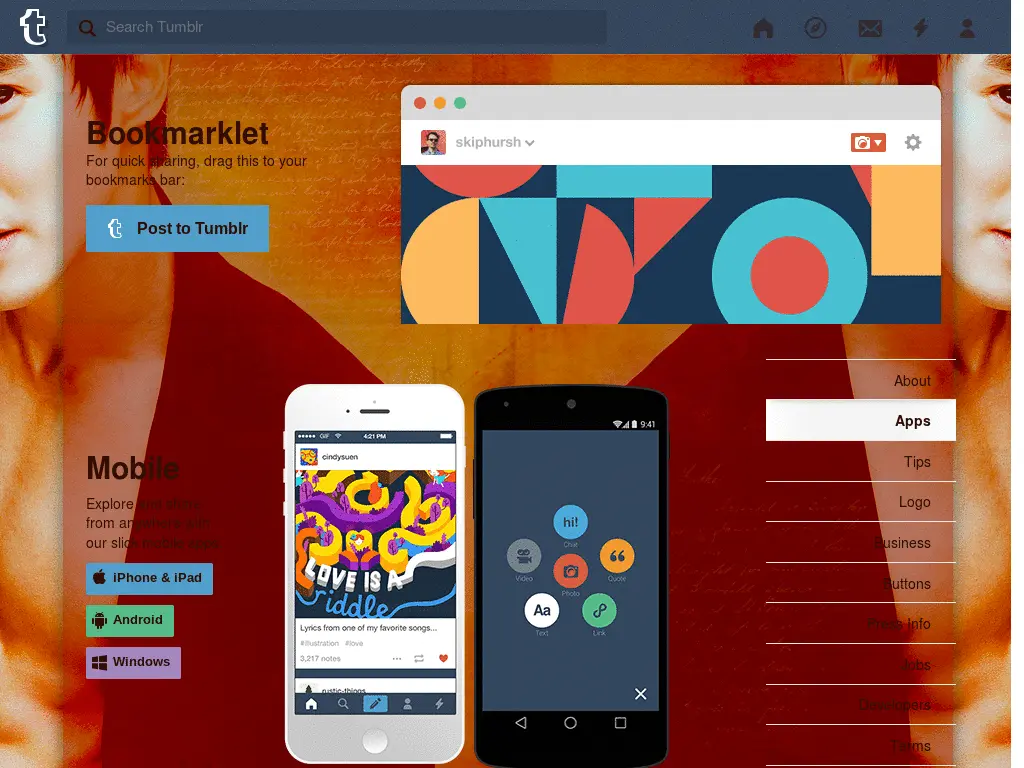 Search Tumblr
Bookmarklet
For quick sharing, drag this to your
bookmarks bar:
Post to Tumblr
skiphursh
About
Apps
Tips
Logo
Business
Buttons
Press Info
Jobs
Developers
Terms
Mobile
Explore
from anywhere with
our slick mobile apps
iPhone & iPad
Android
Windows
GIF
4:21 PM
cindysuen
LOVE IS A
riddle
Lyrics from one of my favorite songs...
#illustration #love
3,217 notes
rustic-things
9:41
hi!
Chat
Video
Quote
Photo
Aa
Text
Link